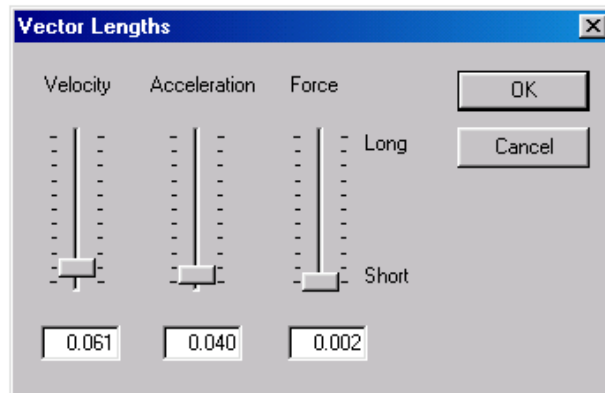 Vector Lengths
Velocity Acceleration Force
OK
Long
Cancel
Short
0.061 0.040 0.002